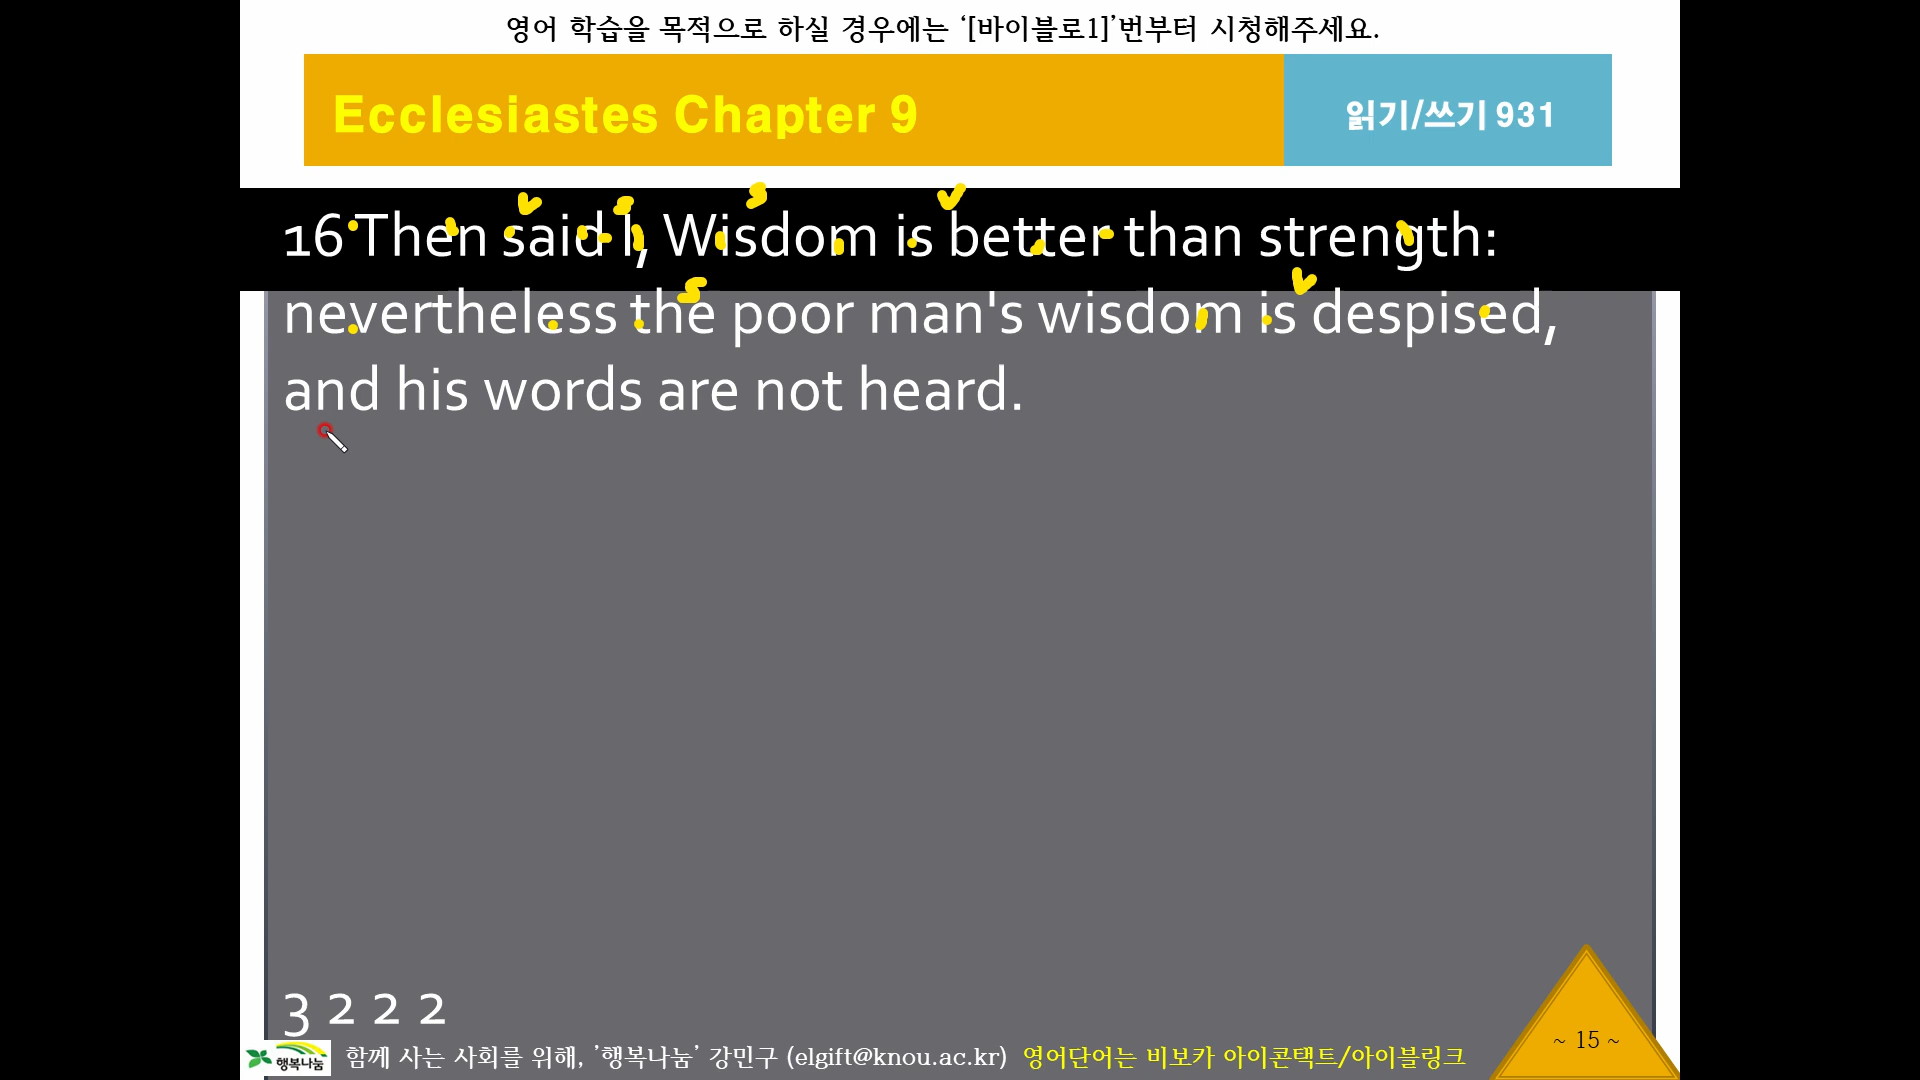 영어 학습을 목적으로 하실 경우에는 ‘[바이블로1]’번부터 시청해주세요.
Ecclesiastes Chapter 9
읽기/쓰기 931
16 Then said I, Wisdom is better than strength:
nevertheless the poor man's wisdom is despised,
and his words are not heard.
3 2 2 2
~ 15 ~
행복나눔
함께 사는 사회를 위해, ’행복나눔’ 강민구 (elgift@knou.ac.kr) 영어단어는 비보카 아이콘택트/아이블링크